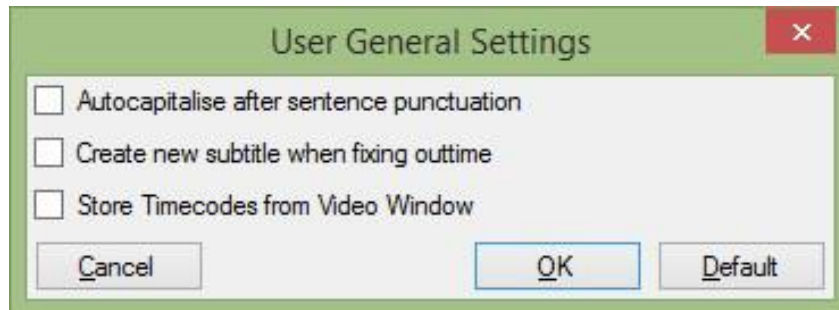 User General Settings
Autocapitalise after sentence punctuation
Create new subtitle when fixing outtime
Store Timecodes from Video Window
Cancel OK Default